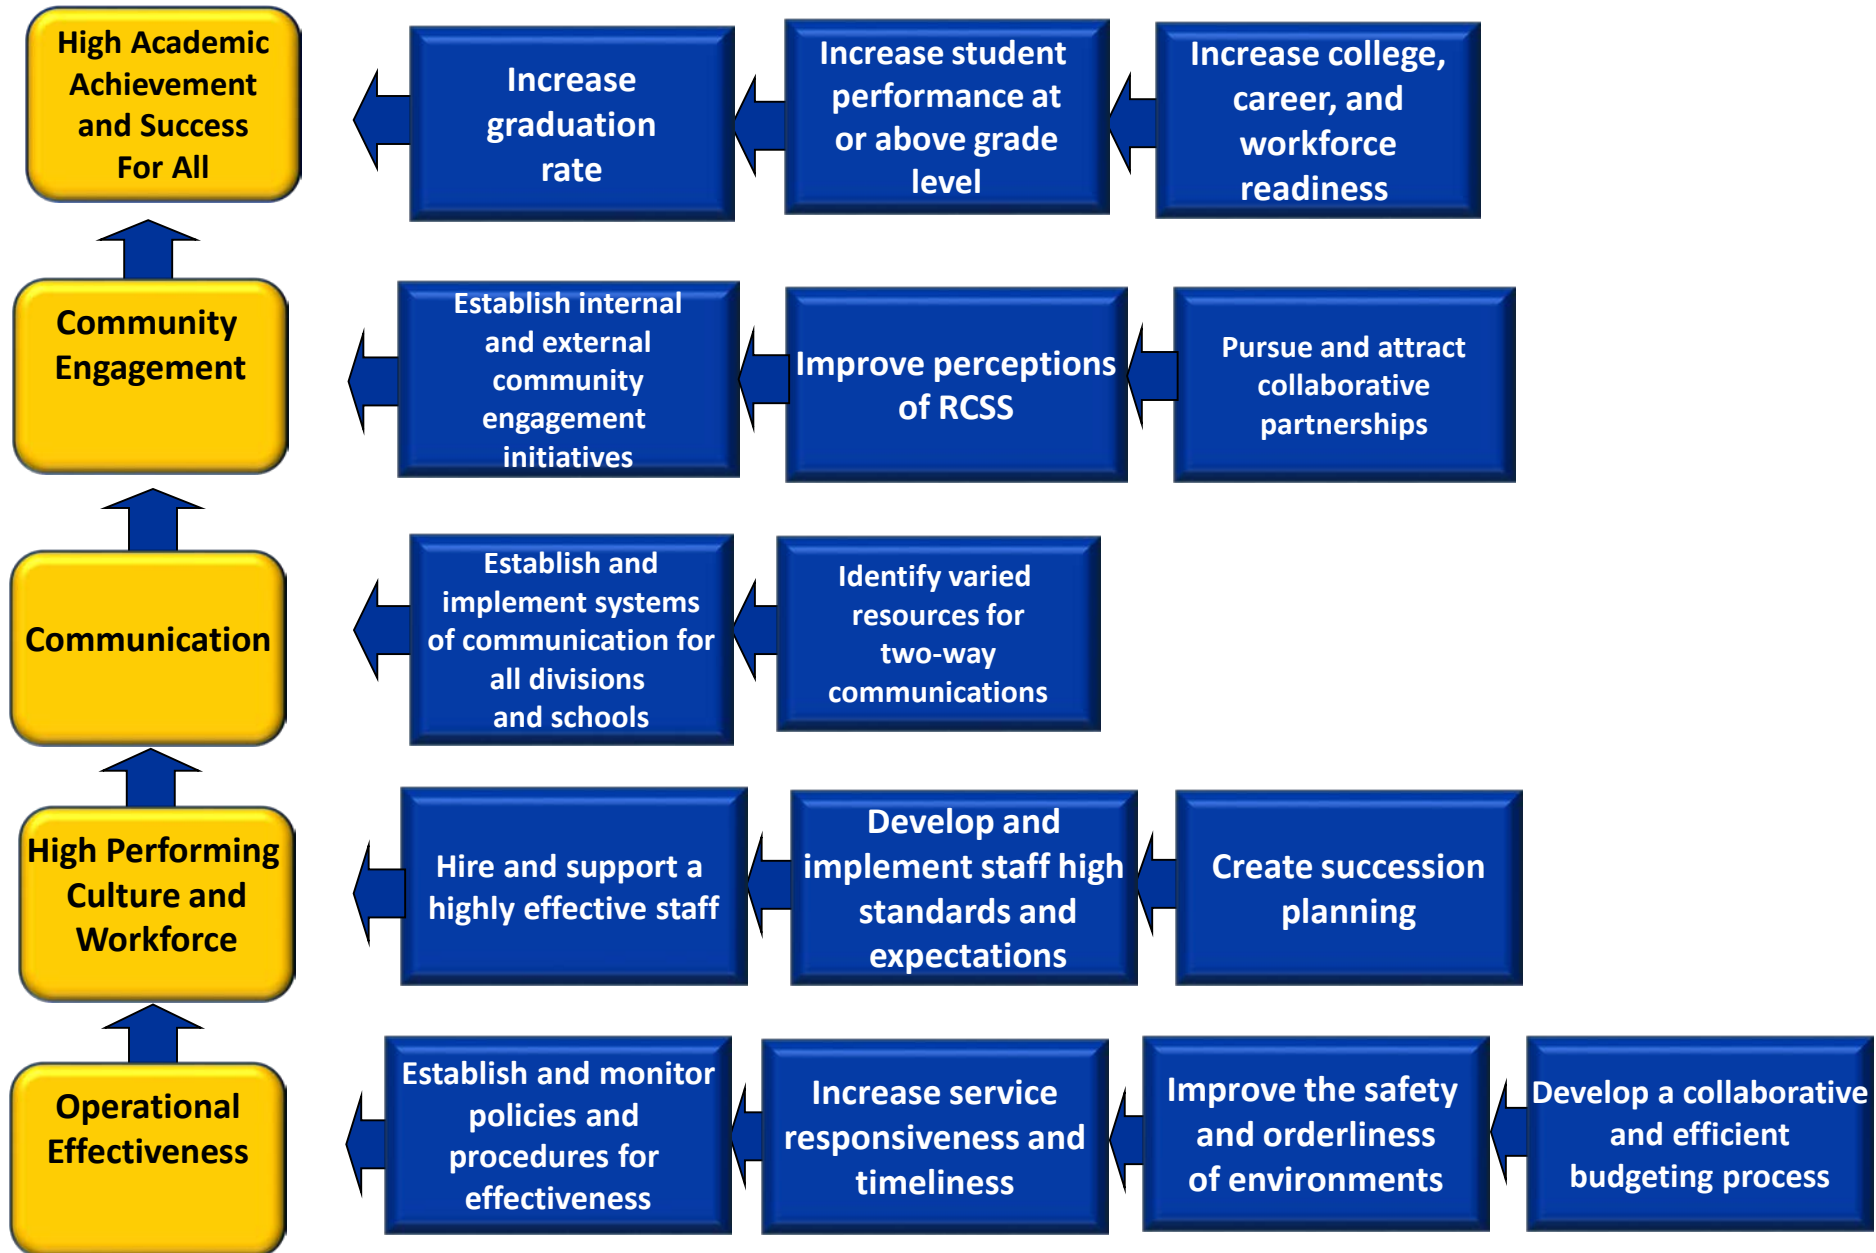 High Academic
Achievement
and Success
For All
Increase
graduation
rate
Increase student
performance at
or above grade
level
Increase college,
career, and
workforce
readiness
Community
Engagement
Establish internal
and external
community
engagement
initiatives
Improve perceptions
of RCSS
Pursue and attract
collaborative
partnerships
Communication
Establish and
implement systems
of communication for
all divisions
and schools
Identify varied
resources for
two-way
communications
High Performing
Culture and
Workforce
Hire and support a
highly effective staff
Develop and
implement staff high
standards and
expectations
Create succession
planning
Operational
Effectiveness
Establish and monitor
policies and
procedures for
effectiveness
Increase service
responsiveness and
timeliness
Improve the safety
and orderliness
of environments
Develop a collaborative
and efficient
budgeting process